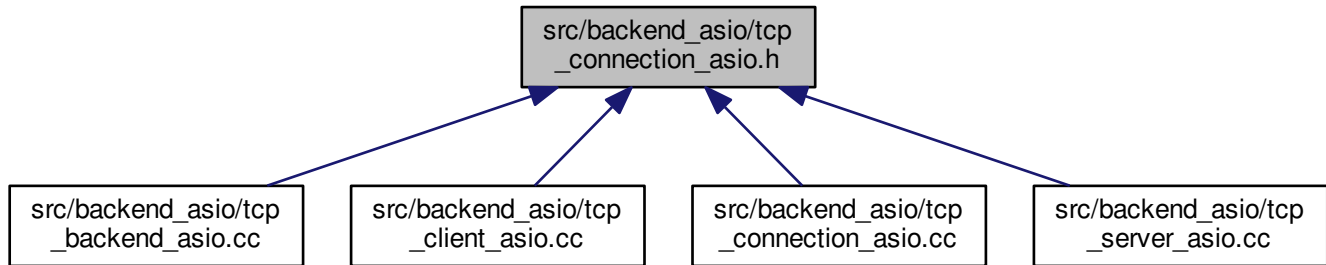 src/backend_asio/tcp
_connection_asio.h
src/backend_asio/tcp
_backend_asio.cc
src/backend_asio/tcp
_client_asio.cc
src/backend_asio/tcp
_connection_asio.cc
src/backend_asio/tcp
_server_asio.cc